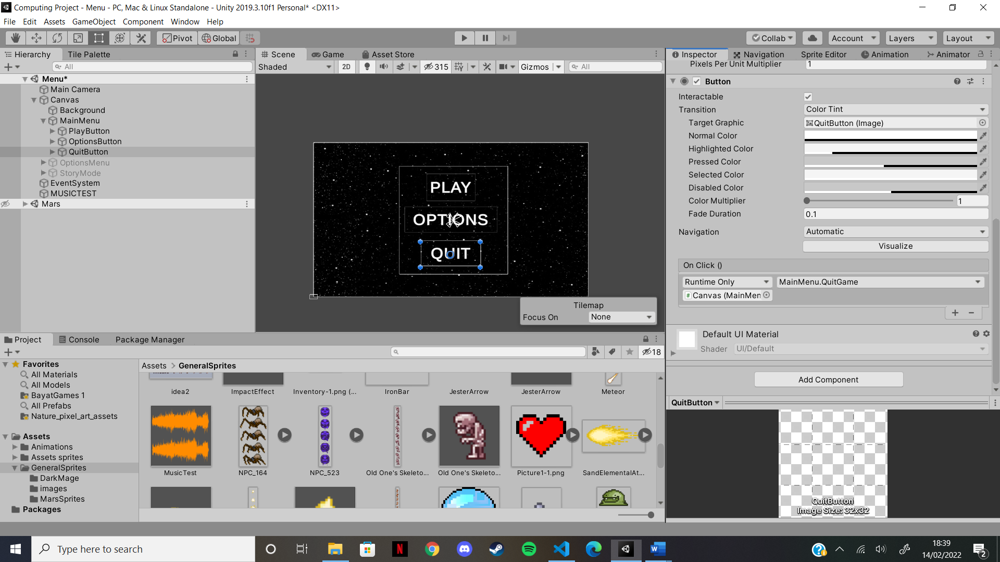 Computing Project - Menu - PC, Mac & Linux Standalone - Unity 2019.3.10f1 Personal* <DX11>
File Edit Assets GameObject Component Window Help
Pivot Global Collab Account Layers Layout
Hierarchy Tile Palette
All
Menu*
Main Camera
Canvas
Background
MainMenu
PlayButton
OptionsButton
QuitButton
OptionsMenu
StoryMode
EventSystem
MUSICTEST
Mars
Scene Game Asset Store
Shaded 2D 315 Gizmos All
PLAY
OPTIONS
QUIT
Tilemap
Focus On None
Inspector Navigation Sprite Editor Animation Animator
Pixels Per Unit Multiplier 1
Button
Interactable
Transition Color Tint
Target Graphic QuitButton (Image)
Normal Color
Highlighted Color
Pressed Color
Selected Color
Disabled Color
Color Multiplier 1
Fade Duration 0.1
Navigation Automatic
Visualize
On Click ()
Runtime Only MainMenu.QuitGame
Canvas (MainMen
Default UI Material
Shader UI/Default
Add Component
QuitButton
QuitButton
Image Size: 32x32
Project Console Package Manager
18
Favorites
All Materials
All Models
BayatGames 1
All Prefabs
Nature_pixel_art_assets
Assets
Animations
Assets sprites
GeneralSprites
DarkMage
images
MarsSprites
Packages
Assets > GeneralSprites
idea2 ImpactEffect Inventory-1.png (... IronBar JesterArrow JesterArrow Meteor
MusicTest NPC_164 NPC_523 Old One's Skeleto... Old One's Skeleto... Picture1-1.png SandElementalAt...
Type here to search
18:39
14/02/2022
2